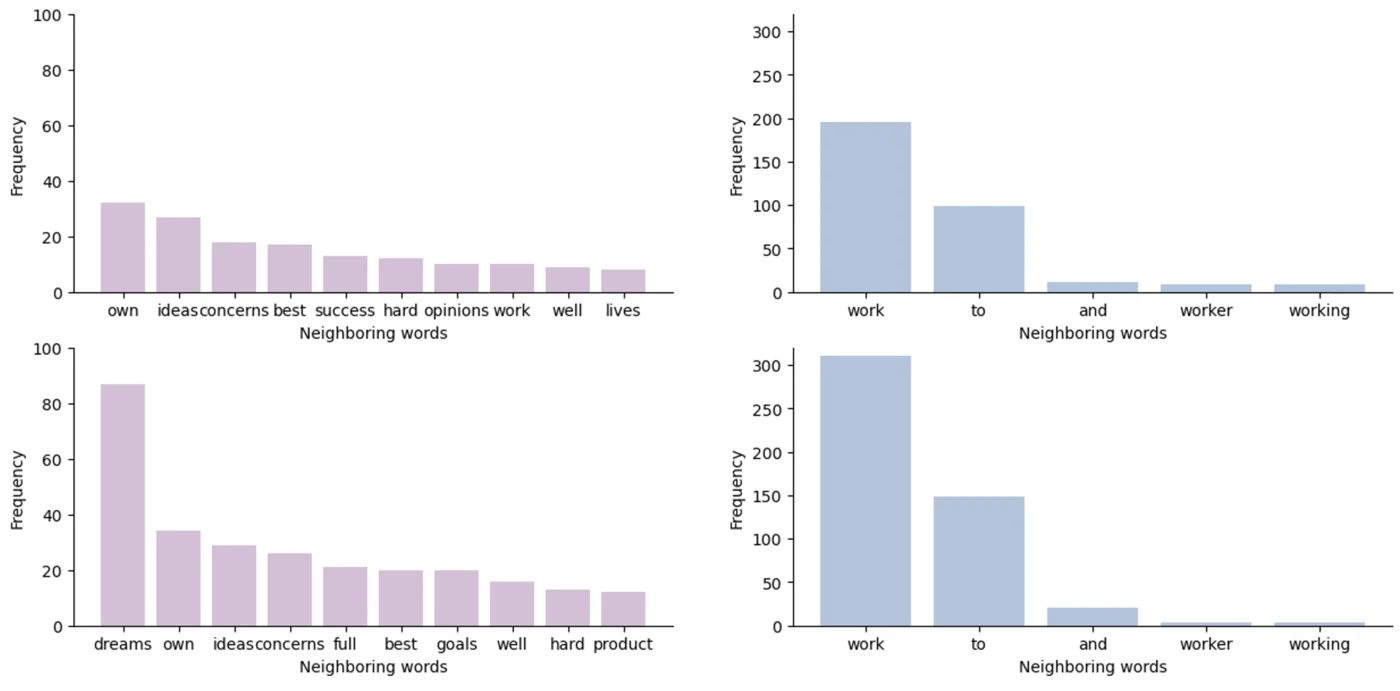 100
80
60
40
20
0
Frequency
own ideas concerns best success hard opinions work well lives
Neighboring words
300
250
200
150
100
50
0
Frequency
work to and worker working
Neighboring words
100
80
60
40
20
0
Frequency
dreams own ideas concerns full best goals well hard product
Neighboring words
300
250
200
150
100
50
0
Frequency
work to and worker working
Neighboring words